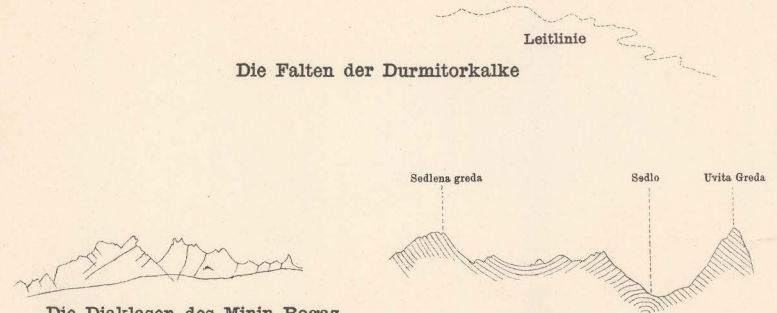 Leitlinie
Die Falten der Durmitorkalke
Sedlena greda Sedlo Uvita Greda
Die Diaklasen des Minin Bogaz